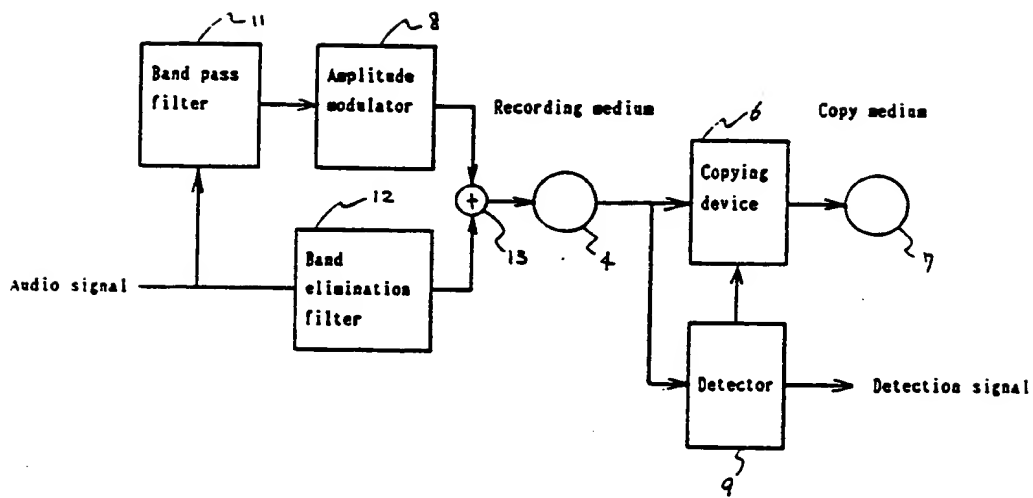 11
Band pass
filter
8
Amplitude
modulator
Recording medium
6
Copying
device
Copy medium
12
Band
elimination
filter
+
13
4
7
Audio signal
Detector
Detection signal
9